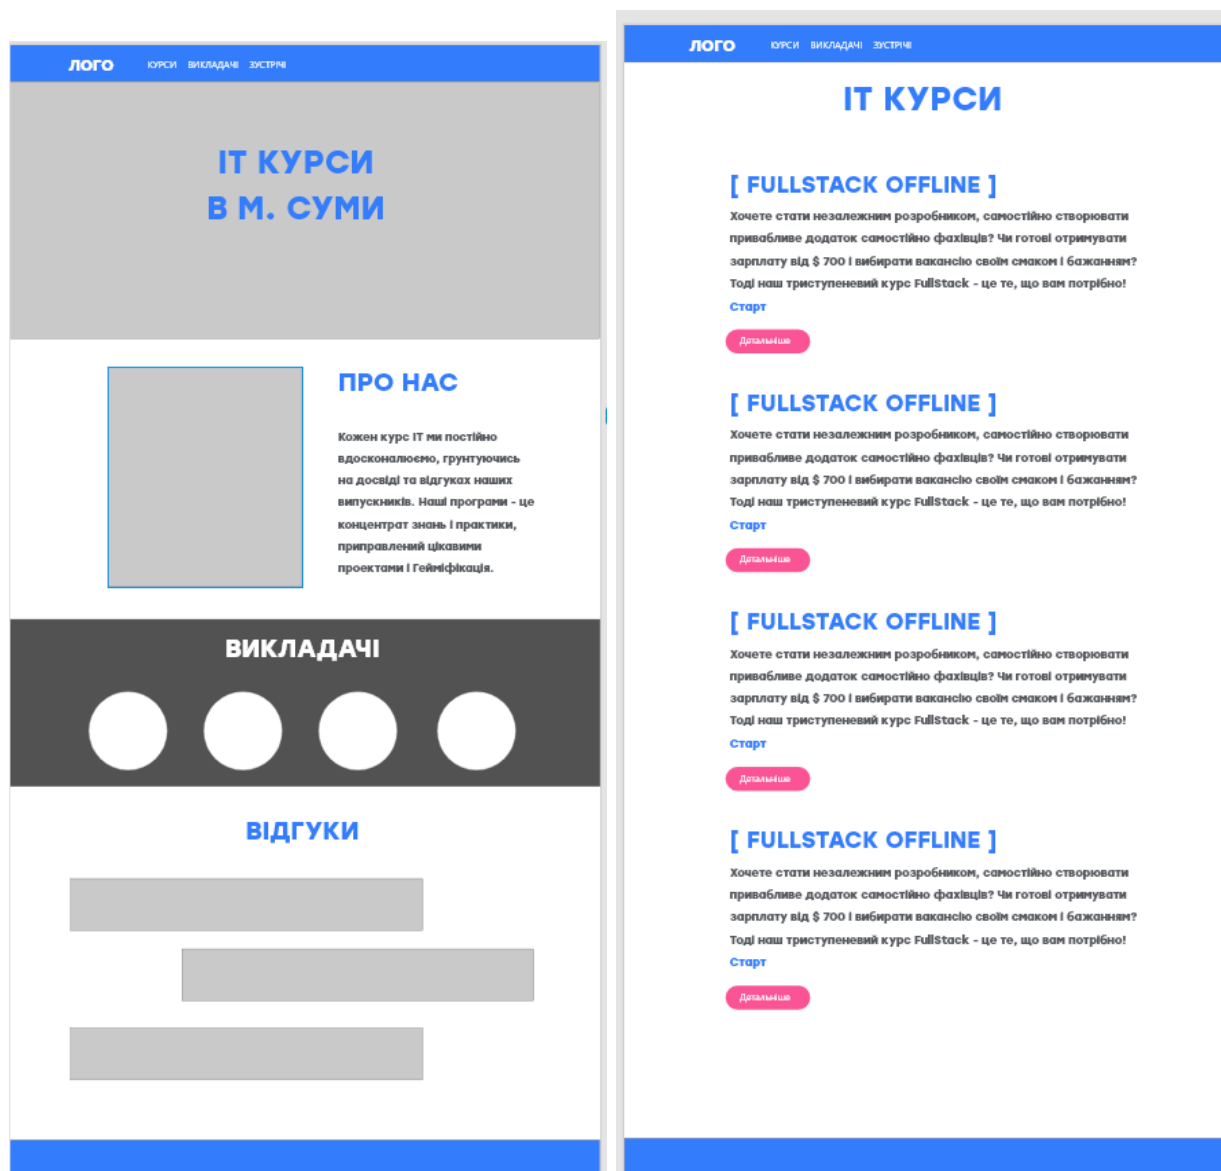 ЛОГО КУРСИ ВИКЛАДАЧІ ЗУСТРІЧІ
ІТ КУРСИ
В М. СУМИ
ПРО НАС
Кожен курс ІТ ми постійно
вдосконалюємо, грунтуючись
на досвіді та відгуках наших
випускників. Наші програми - це
концентрат знань і практики,
приправлений цікавими
проектами і Гейміфікація.
ВИКЛАДАЧІ
ВІДГУКИ
ЛОГО КУРСИ ВИКЛАДАЧІ ЗУСТРІЧІ
ІТ КУРСИ
[ FULLSTACK OFFLINE ]
Хочете стати незалежним розробником, самостійно створювати
привабливе додаток самостійно фахівців? Чи готові отримувати
зарплату від $ 700 і вибирати вакансію своїм смаком і бажанням?
Тоді наш триступеневий курс FullStack - це те, що вам потрібно!
Старт
Детальніше
[ FULLSTACK OFFLINE ]
Хочете стати незалежним розробником, самостійно створювати
привабливе додаток самостійно фахівців? Чи готові отримувати
зарплату від $ 700 і вибирати вакансію своїм смаком і бажанням?
Тоді наш триступеневий курс FullStack - це те, що вам потрібно!
Старт
Детальніше
[ FULLSTACK OFFLINE ]
Хочете стати незалежним розробником, самостійно створювати
привабливе додаток самостійно фахівців? Чи готові отримувати
зарплату від $ 700 і вибирати вакансію своїм смаком і бажанням?
Тоді наш триступеневий курс FullStack - це те, що вам потрібно!
Старт
Детальніше
[ FULLSTACK OFFLINE ]
Хочете стати незалежним розробником, самостійно створювати
привабливе додаток самостійно фахівців? Чи готові отримувати
зарплату від $ 700 і вибирати вакансію своїм смаком і бажанням?
Тоді наш триступеневий курс FullStack - це те, що вам потрібно!
Старт
Детальніше